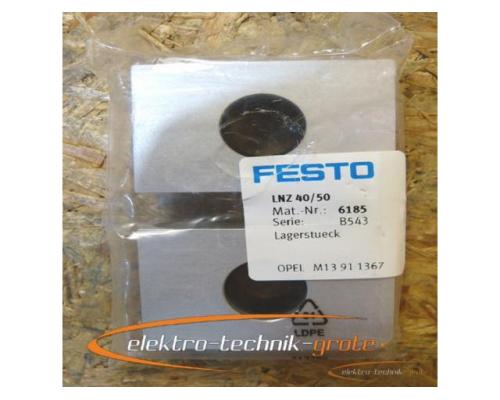 FESTO
LNZ 40/50
Mat.-Nr.: 6185
Serie: B543
Lagerstueck
OPEL M13 91 1367
LDPE
elektro-technik-grote
elektro-technik-grote